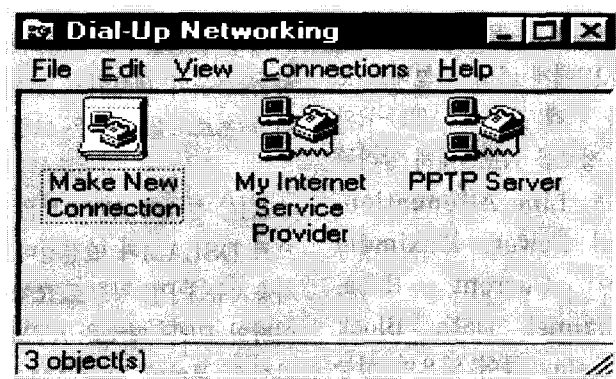 Dial-Up Networking
File Edit View Connections Help
Make New Connection
My Internet Service Provider
PPTP Server
3 object(s)